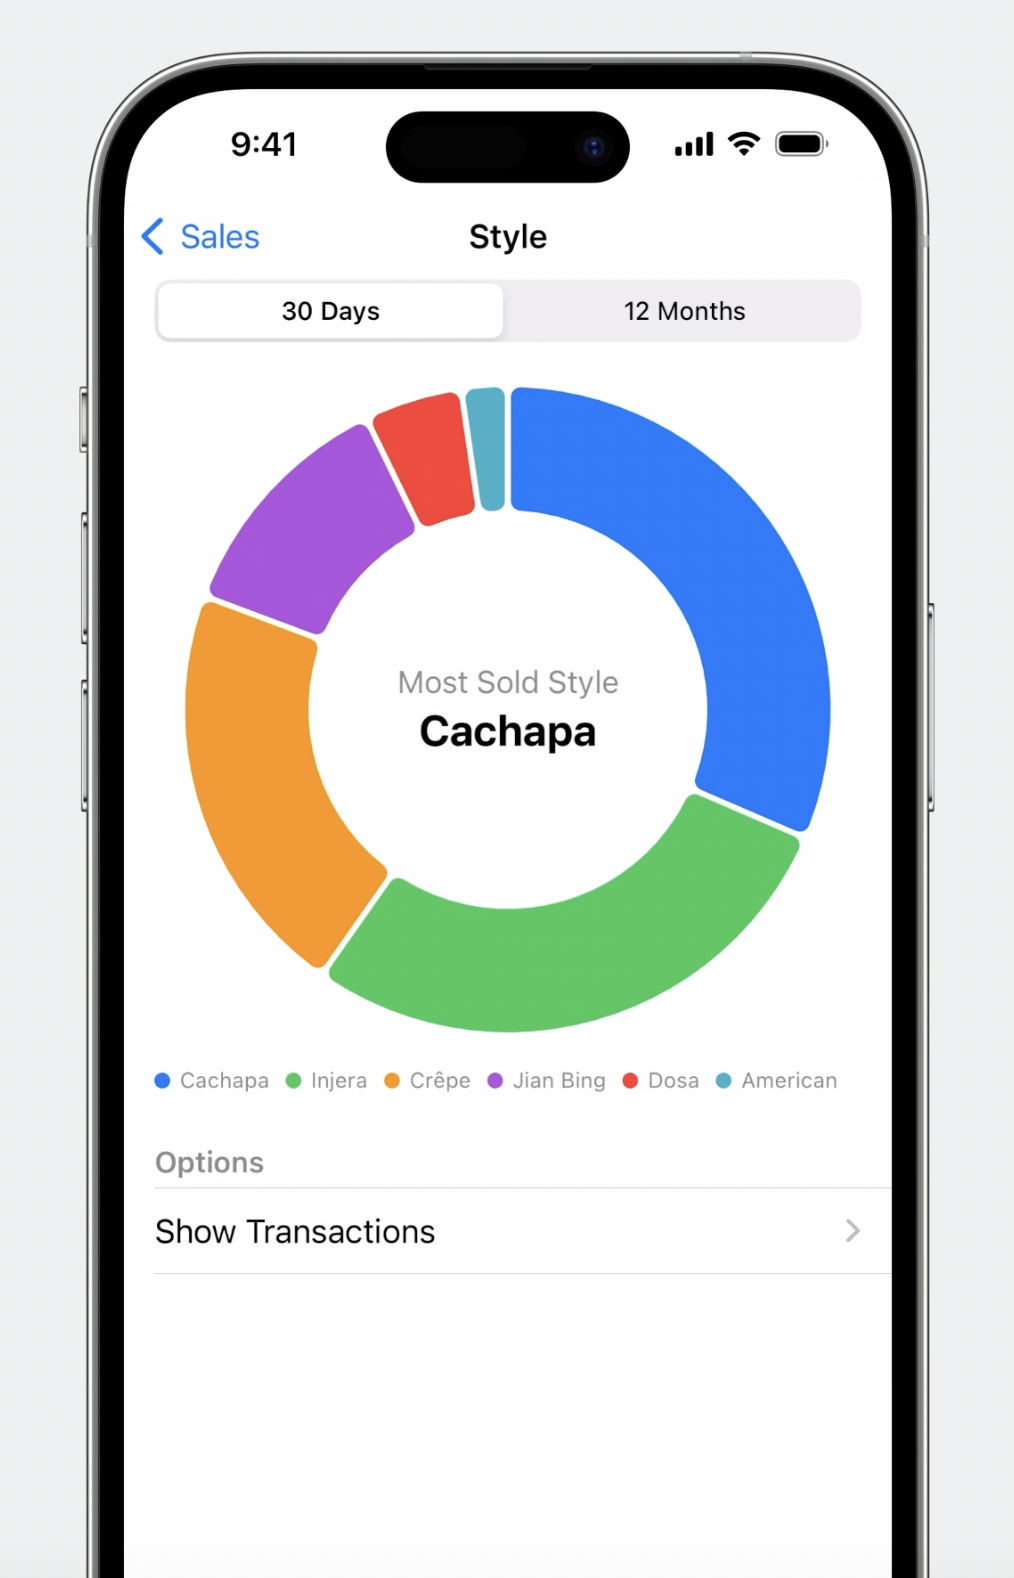 9:41
Sales
Style
30 Days
12 Months
Most Sold Style
Cachapa
Cachapa Injera Crêpe Jian Bing Dosa American
Options
Show Transactions